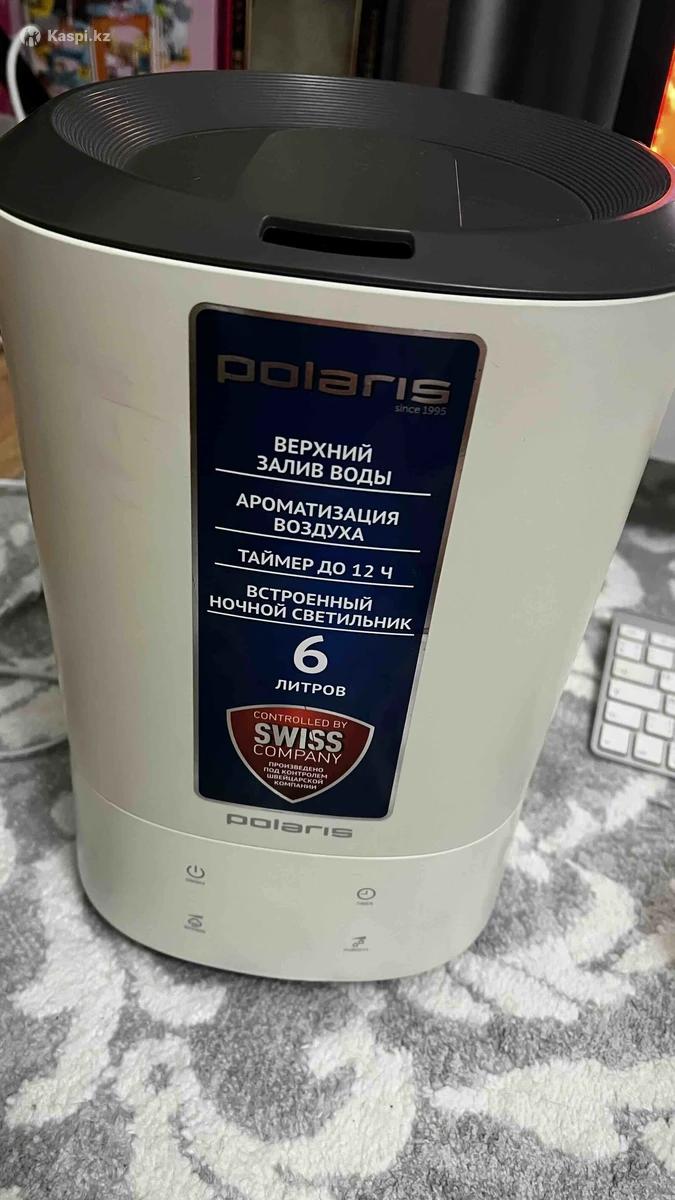 Kaspi.kz
polaris
since 1995
ВЕРХНИЙ
ЗАЛИВ ВОДЫ
АРОМАТИЗАЦИЯ
ВОЗДУХА
ТАЙМЕР ДО 12 Ч
ВСТРОЕННЫЙ
НОЧНОЙ СВЕТИЛЬНИК
6
ЛИТРОВ
CONTROLLED BY
SWISS
COMPANY
ПРОИЗВЕДЕНО
ПОД КОНТРОЛЕМ
ШВЕЙЦАРСКОЙ
КОМПАНИИ
polaris
TIMER